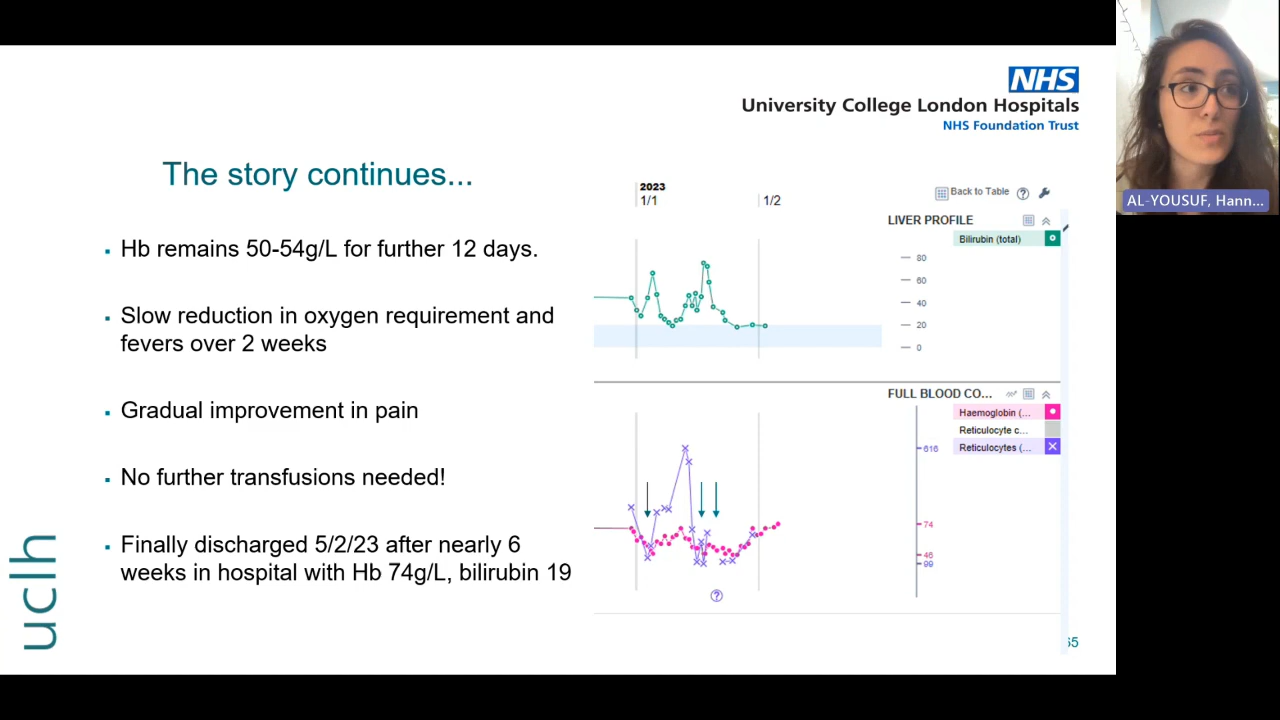 NHS
University College London Hospitals
NHS Foundation Trust
AL-YOUSUF, Hann...
The story continues...
Hb remains 50-54g/L for further 12 days.
Slow reduction in oxygen requirement and
fevers over 2 weeks
Gradual improvement in pain
No further transfusions needed!
Finally discharged 5/2/23 after nearly 6
weeks in hospital with Hb 74g/L, bilirubin 19
uclh
2023
1/1
1/2
Back to Table
LIVER PROFILE
Bilirubin (total)
80
60
40
20
0
FULL BLOOD CO...
Haemoglobin (...
Reticulocyte c...
Reticulocytes (...
616
74
46
99